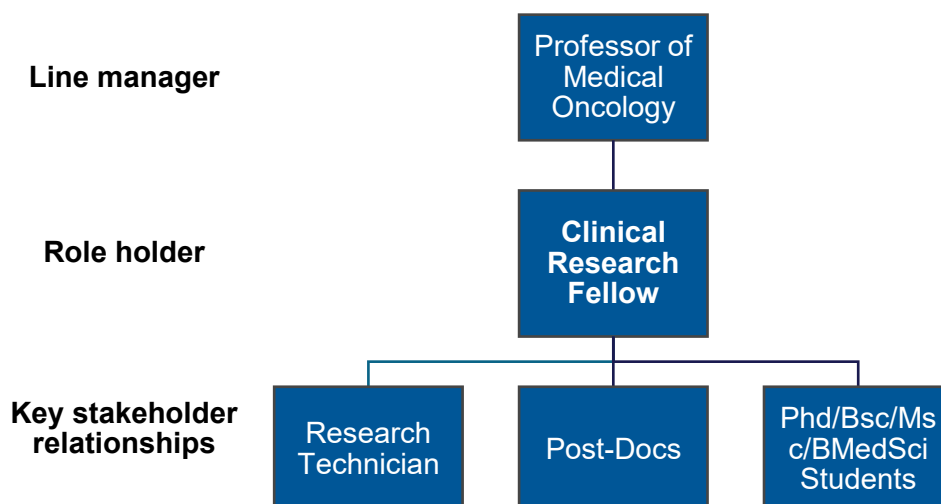 Line manager
Professor of
Medical
Oncology
Role holder
Clinical
Research
Fellow
Key stakeholder
relationships
Research
Technician
Post-Docs
Phd/Bsc/Ms
c/BMedSci
Students